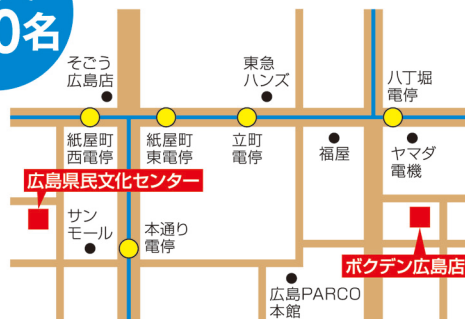 0名
そごう
広島店
東急
ハンズ
八丁堀
電停
紙屋町
西電停
紙屋町
東電停
立町
電停
福屋
ヤマダ
電機
広島県民文化センター
サン
モール
本通り
電停
ボクデン広島店
広島PARCO
本館